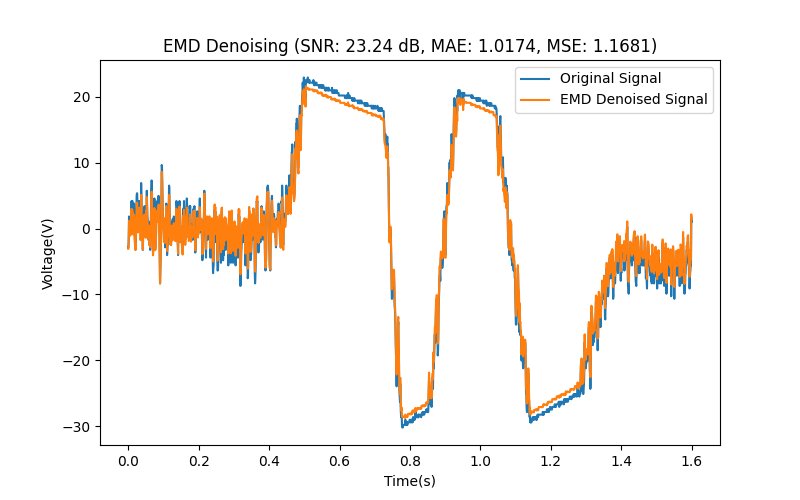 EMD Denoising (SNR: 23.24 dB, MAE: 1.0174, MSE: 1.1681)
Original Signal
EMD Denoised Signal
20
10
0
−10
−20
−30
Voltage(V)
0.0 0.2 0.4 0.6 0.8 1.0 1.2 1.4 1.6
Time(s)